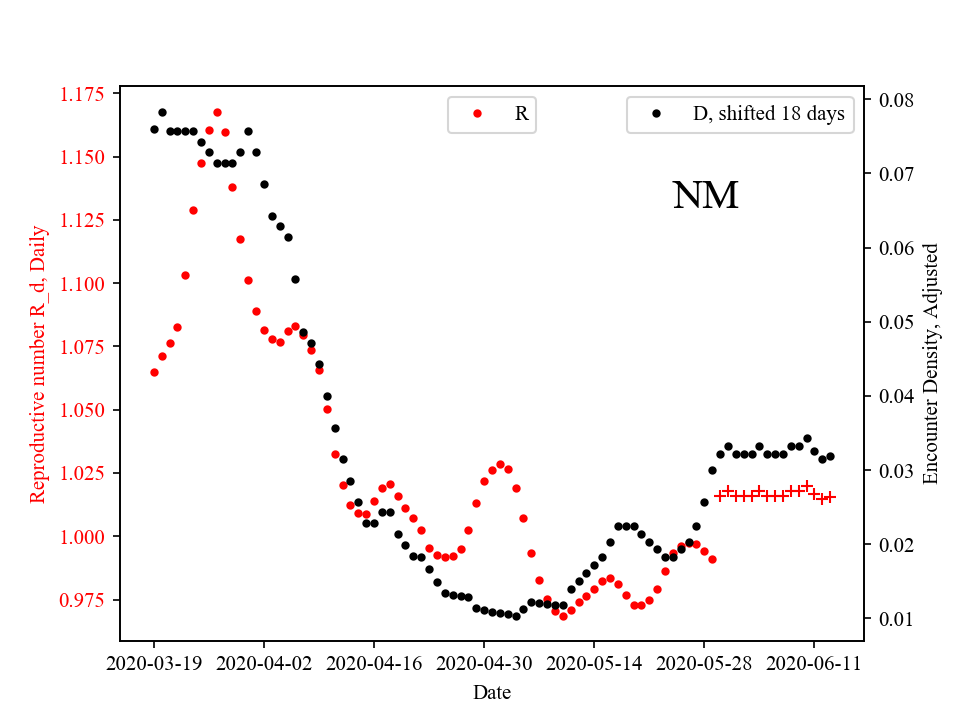 R
D, shifted 18 days
NM
1.175
1.150
1.125
1.100
1.075
1.050
1.025
1.000
0.975
Reproductive number R_d, Daily
0.08
0.07
0.06
0.05
0.04
0.03
0.02
0.01
Encounter Density, Adjusted
2020-03-19 2020-04-02 2020-04-16 2020-04-30 2020-05-14 2020-05-28 2020-06-11
Date